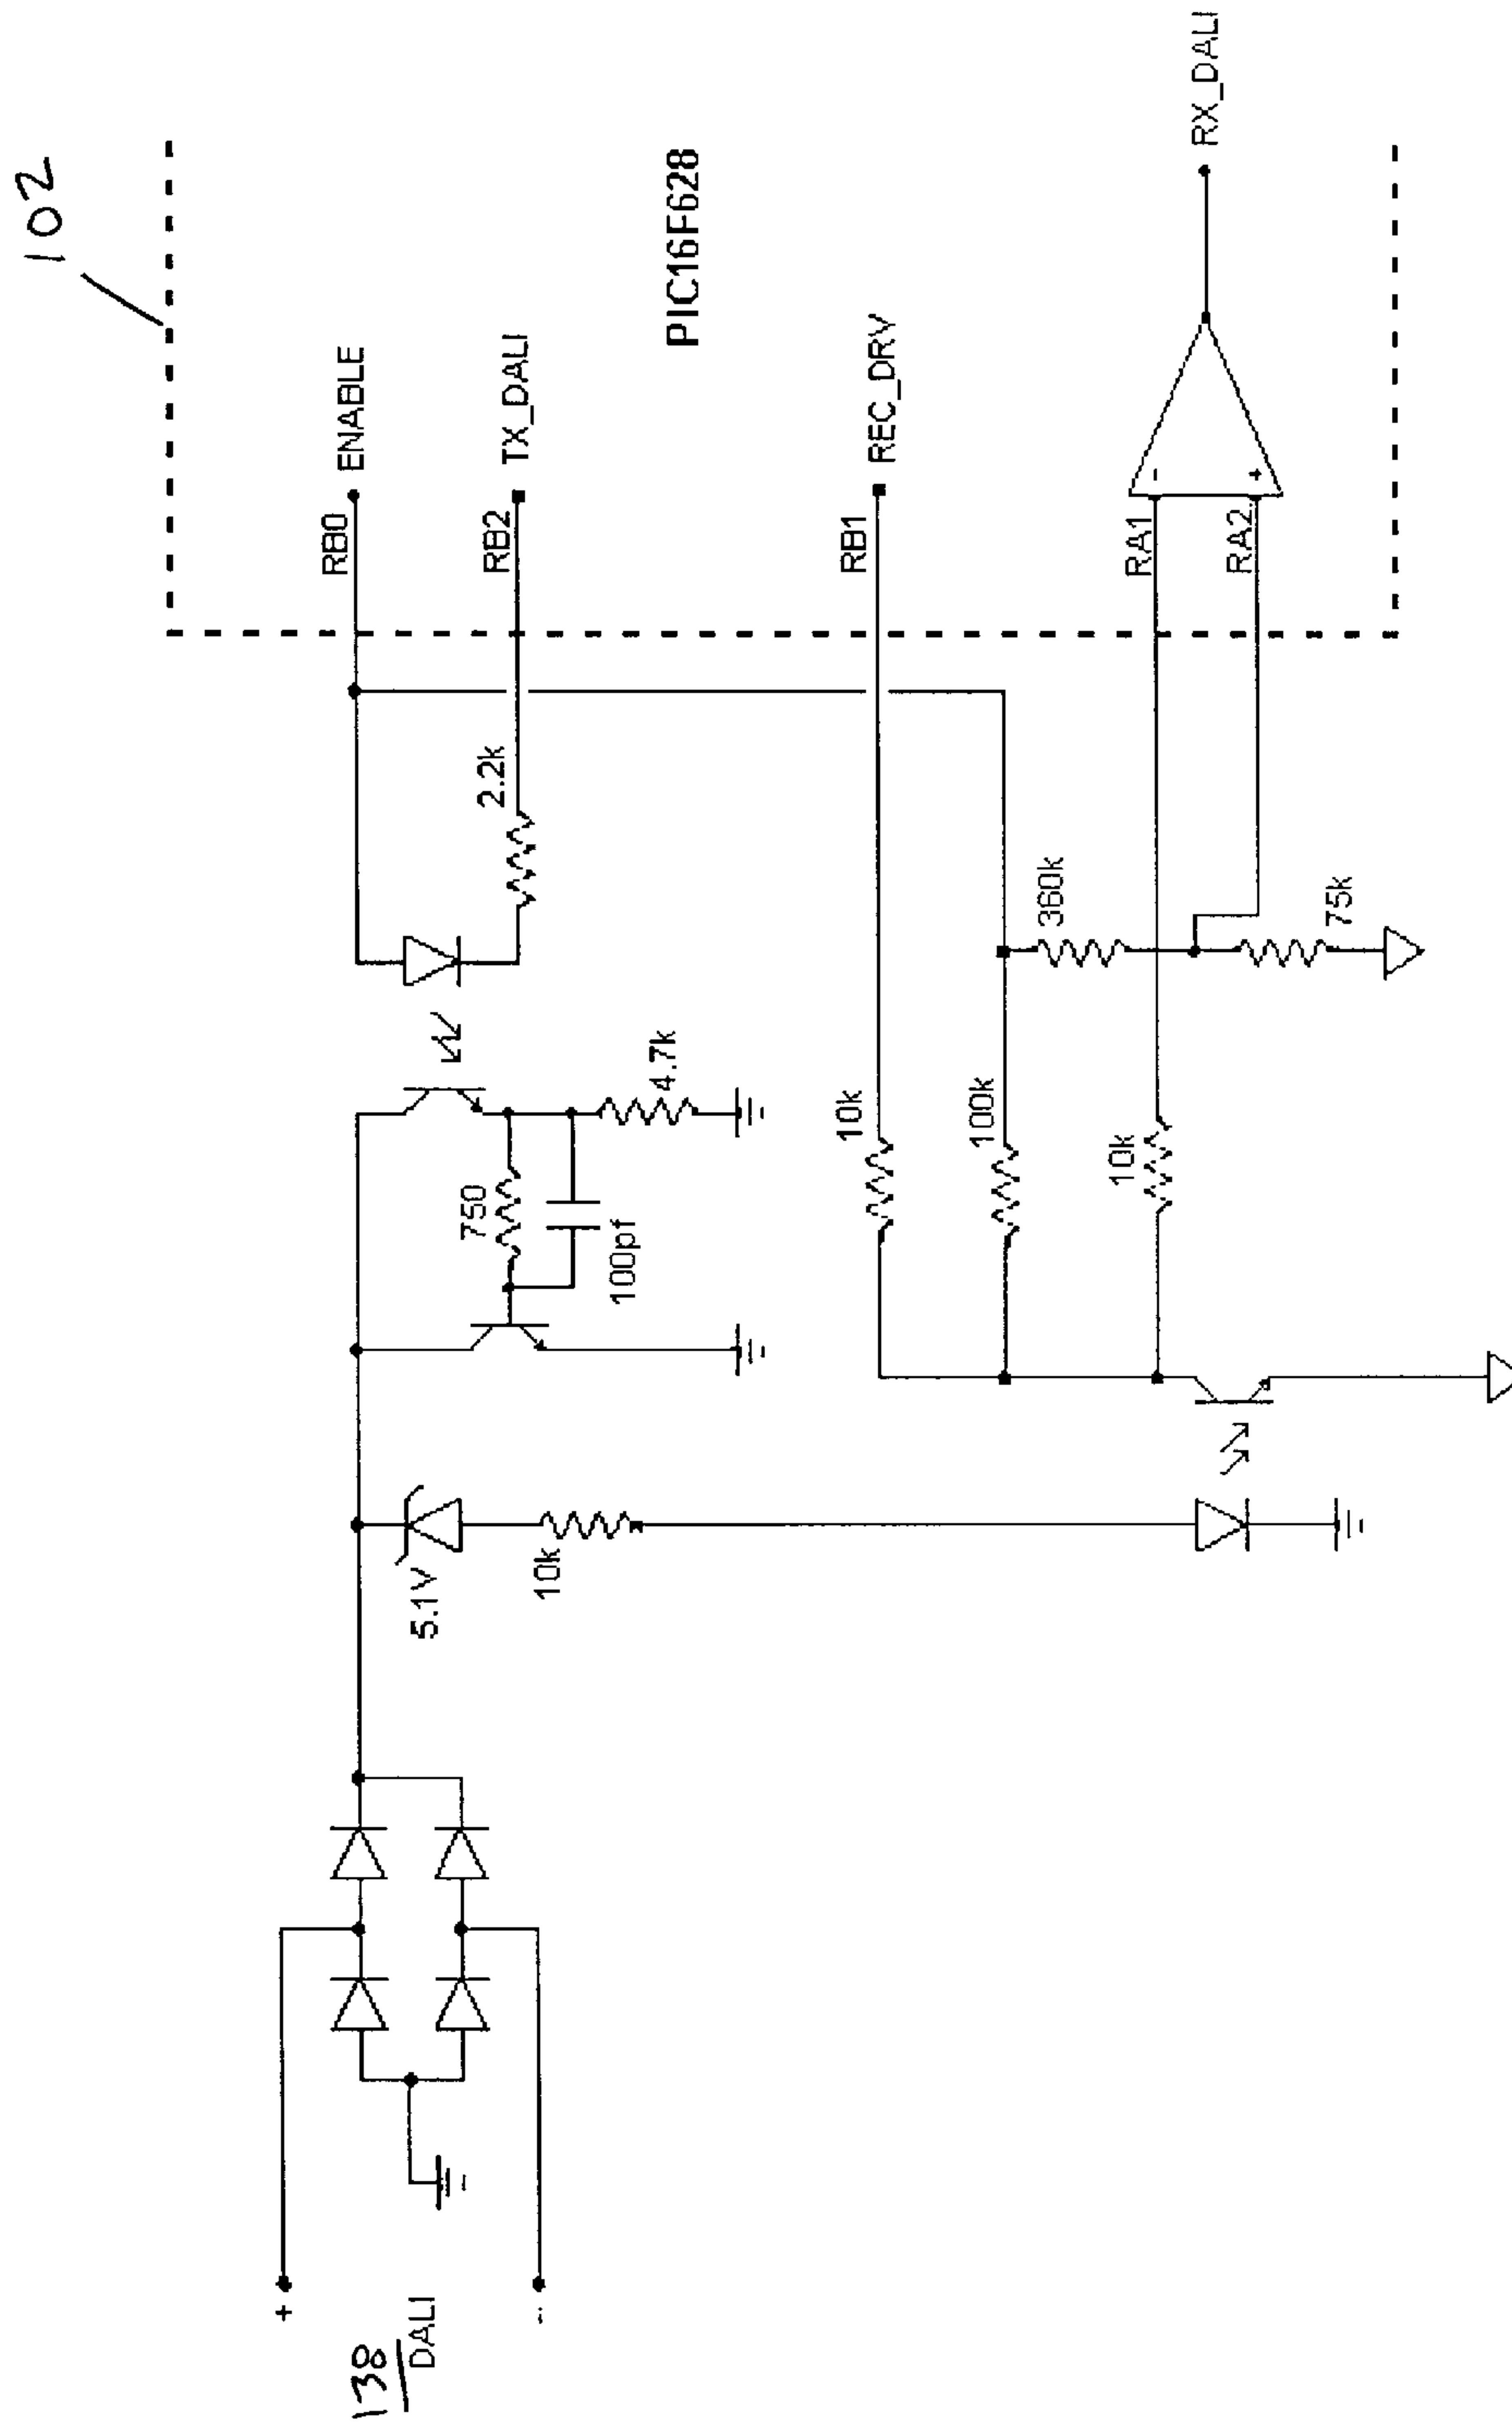 102
PIC16F628
RB0
ENABLE
RB2
TX_DALI
RB1
REC_DRV
RA1
RA2
-
+
RX_DALI
2.2k
360k
75k
4.7k
750
100pf
10k
100k
10k
5.1V
10k
+
138
DALI
-